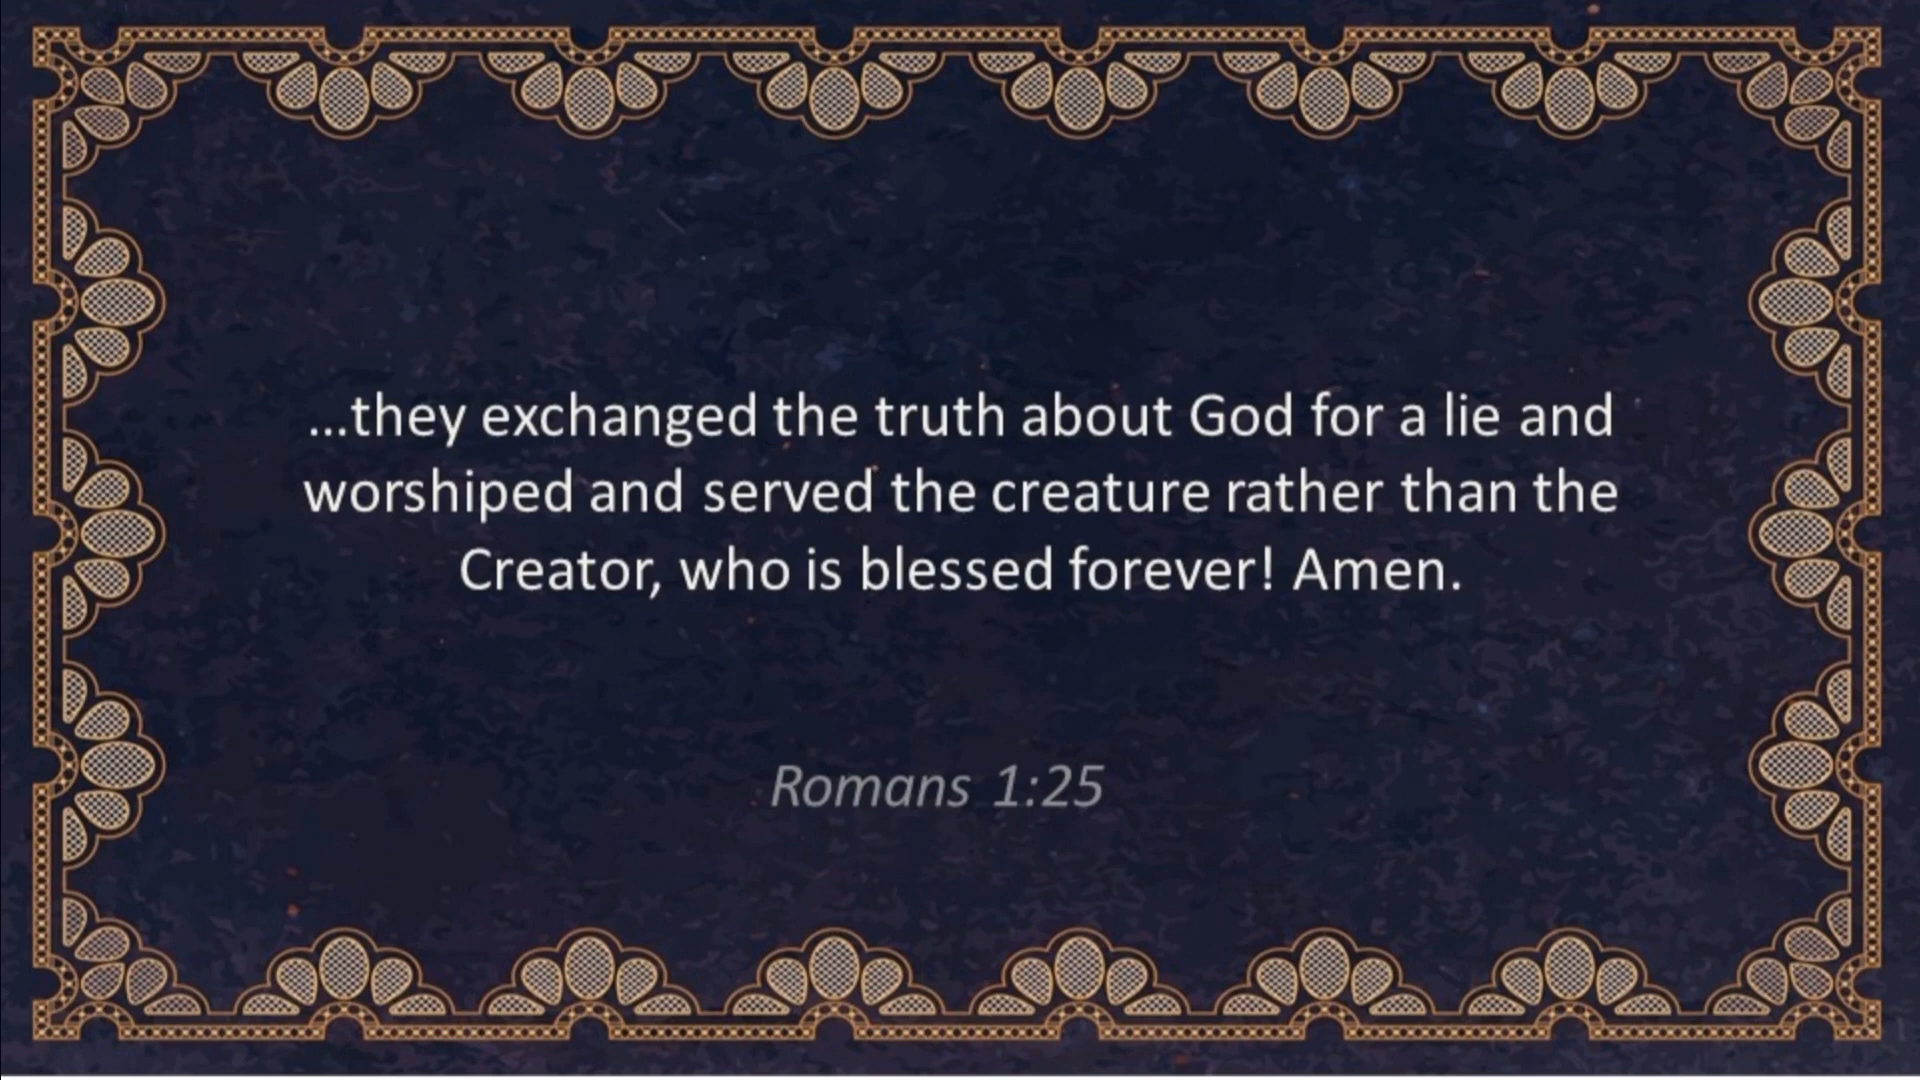 ...they exchanged the truth about God for a lie and
worshiped and served the creature rather than the
Creator, who is blessed forever! Amen.
Romans 1:25